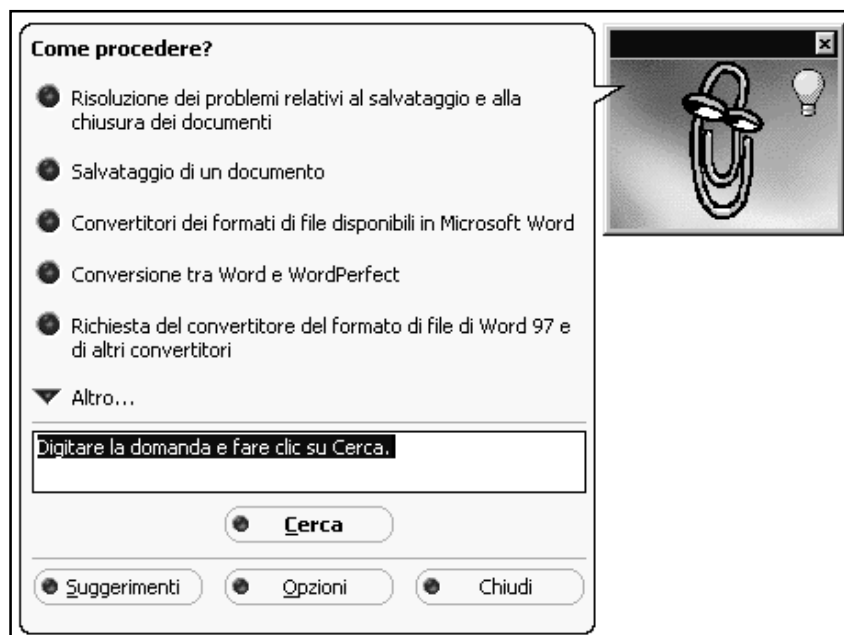 Come procedere?
Risoluzione dei problemi relativi al salvataggio e alla
chiusura dei documenti
Salvataggio di un documento
Convertitori dei formati di file disponibili in Microsoft Word
Conversione tra Word e WordPerfect
Richiesta del convertitore del formato di file di Word 97 e
di altri convertitori
Altro...
Digitare la domanda e fare clic su Cerca.
Cerca
Suggerimenti Opzioni Chiudi